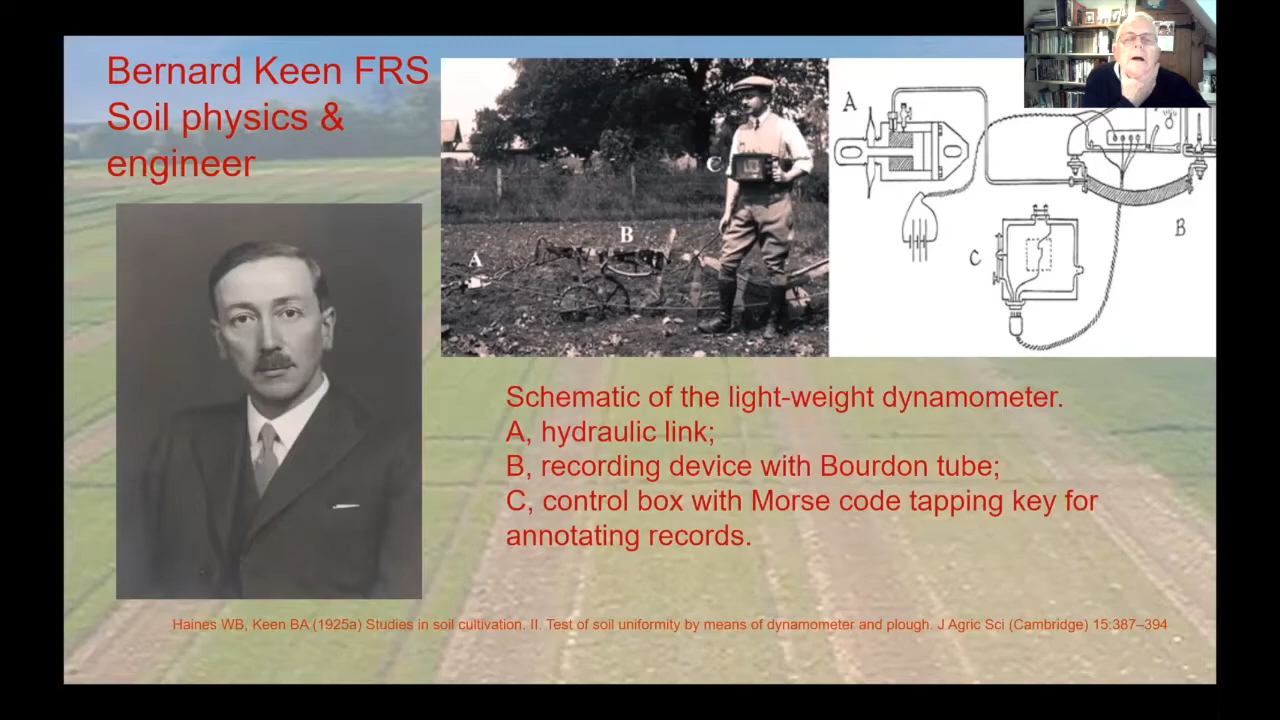 Bernard Keen FRS
Soil physics &
engineer
A
B
C
A
B
C
Schematic of the light-weight dynamometer.
A, hydraulic link;
B, recording device with Bourdon tube;
C, control box with Morse code tapping key for
annotating records.
Haines WB, Keen BA (1925a) Studies in soil cultivation. II. Test of soil uniformity by means of dynamometer and plough. J Agric Sci (Cambridge) 15:387–394